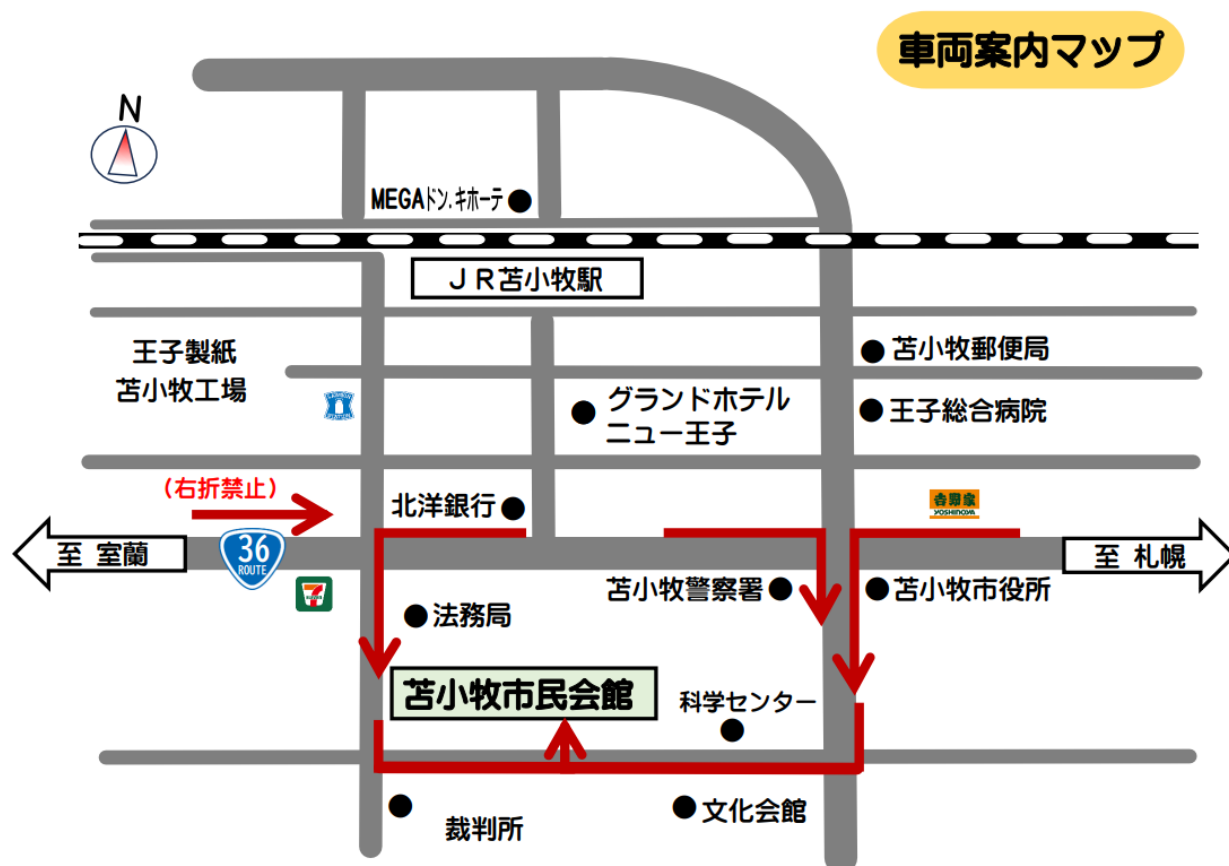 車両案内マップ
N
MEGAドン.キホーテ
JR苫小牧駅
王子製紙
苫小牧工場
苫小牧郵便局
LAWSON
STATION
グランドホテル
ニュー王子
王子総合病院
(右折禁止)
北洋銀行
吉野家
YOSHINOYA
至 室蘭
36
ROUTE
至 札幌
7
苫小牧警察署
苫小牧市役所
法務局
苫小牧市民会館
科学センター
裁判所
文化会館